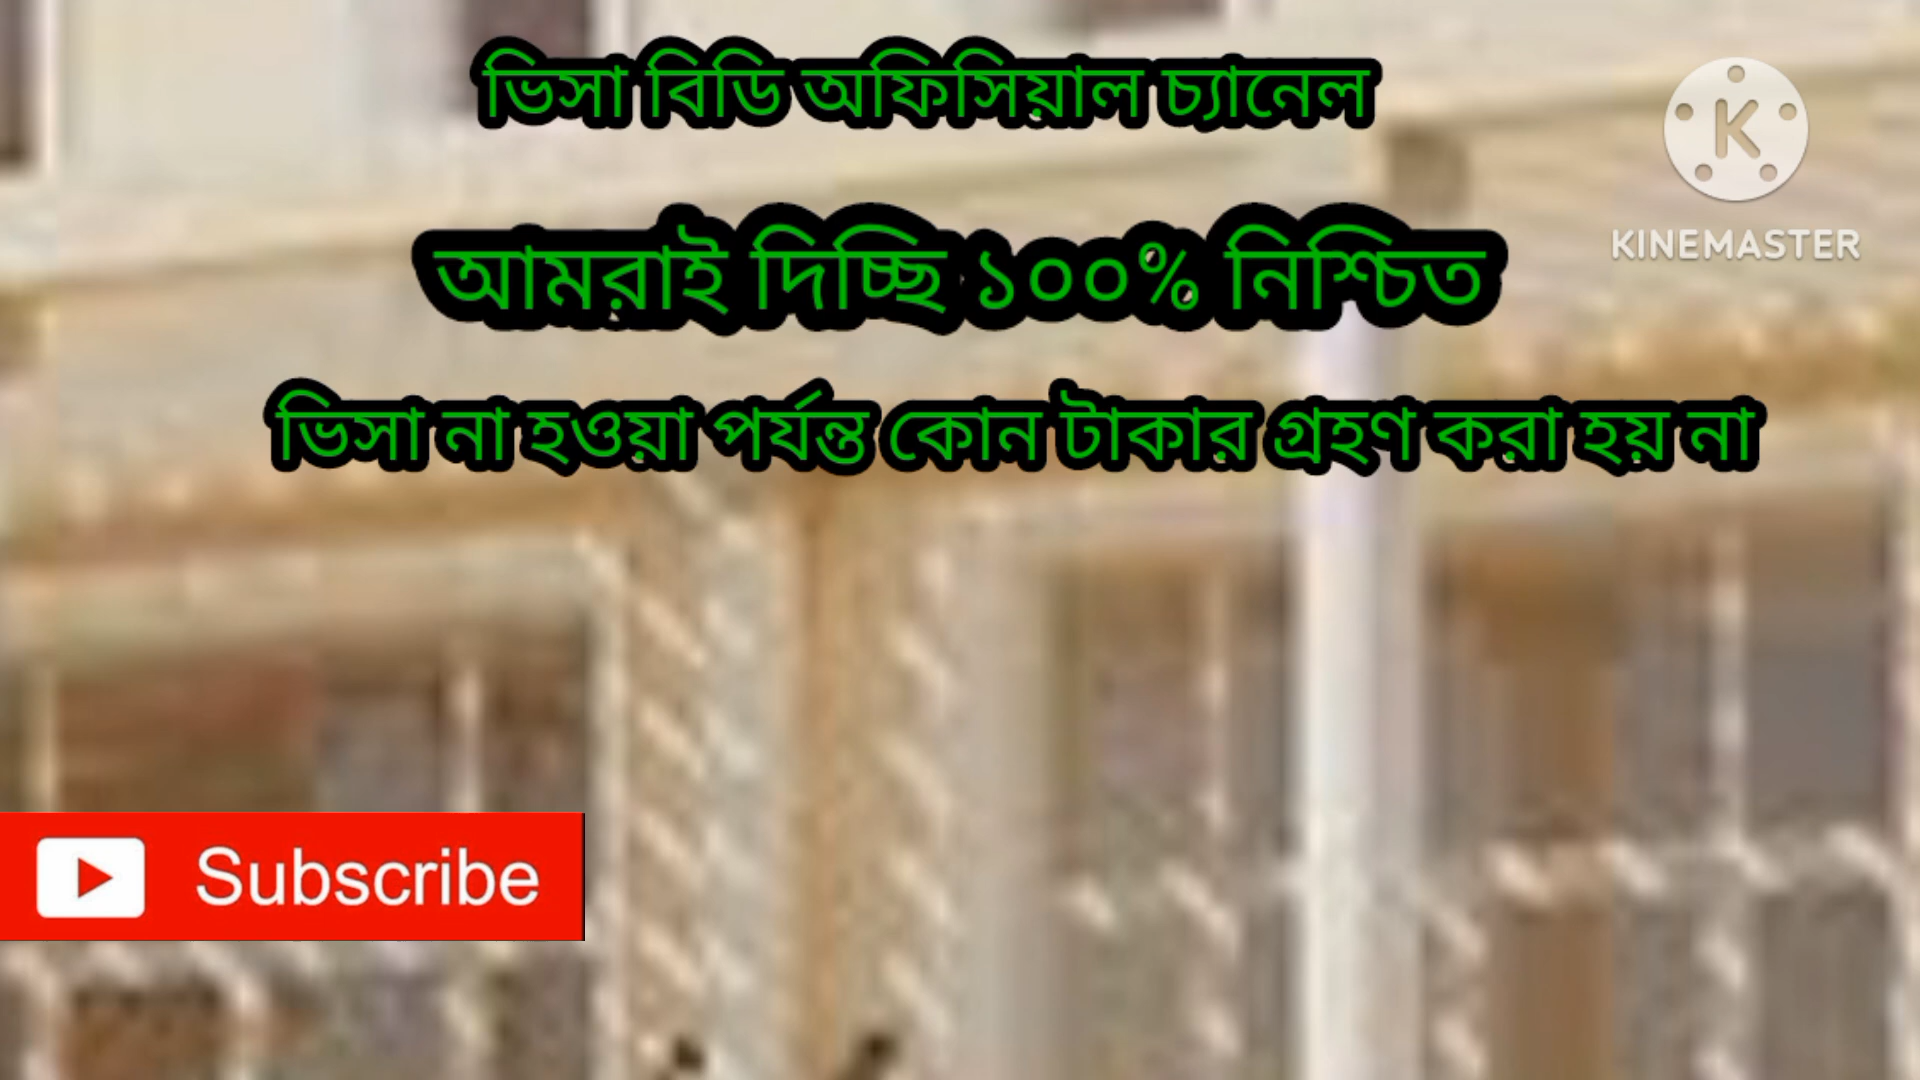 ভিসা বিডি অফিসিয়াল চ্যানেল
আমরাই দিচ্ছি ১০০% নিশ্চিত
ভিসা না হওয়া পর্যন্ত কোন টাকার গ্রহণ করা হয় না
K
KINEMASTER
Subscribe